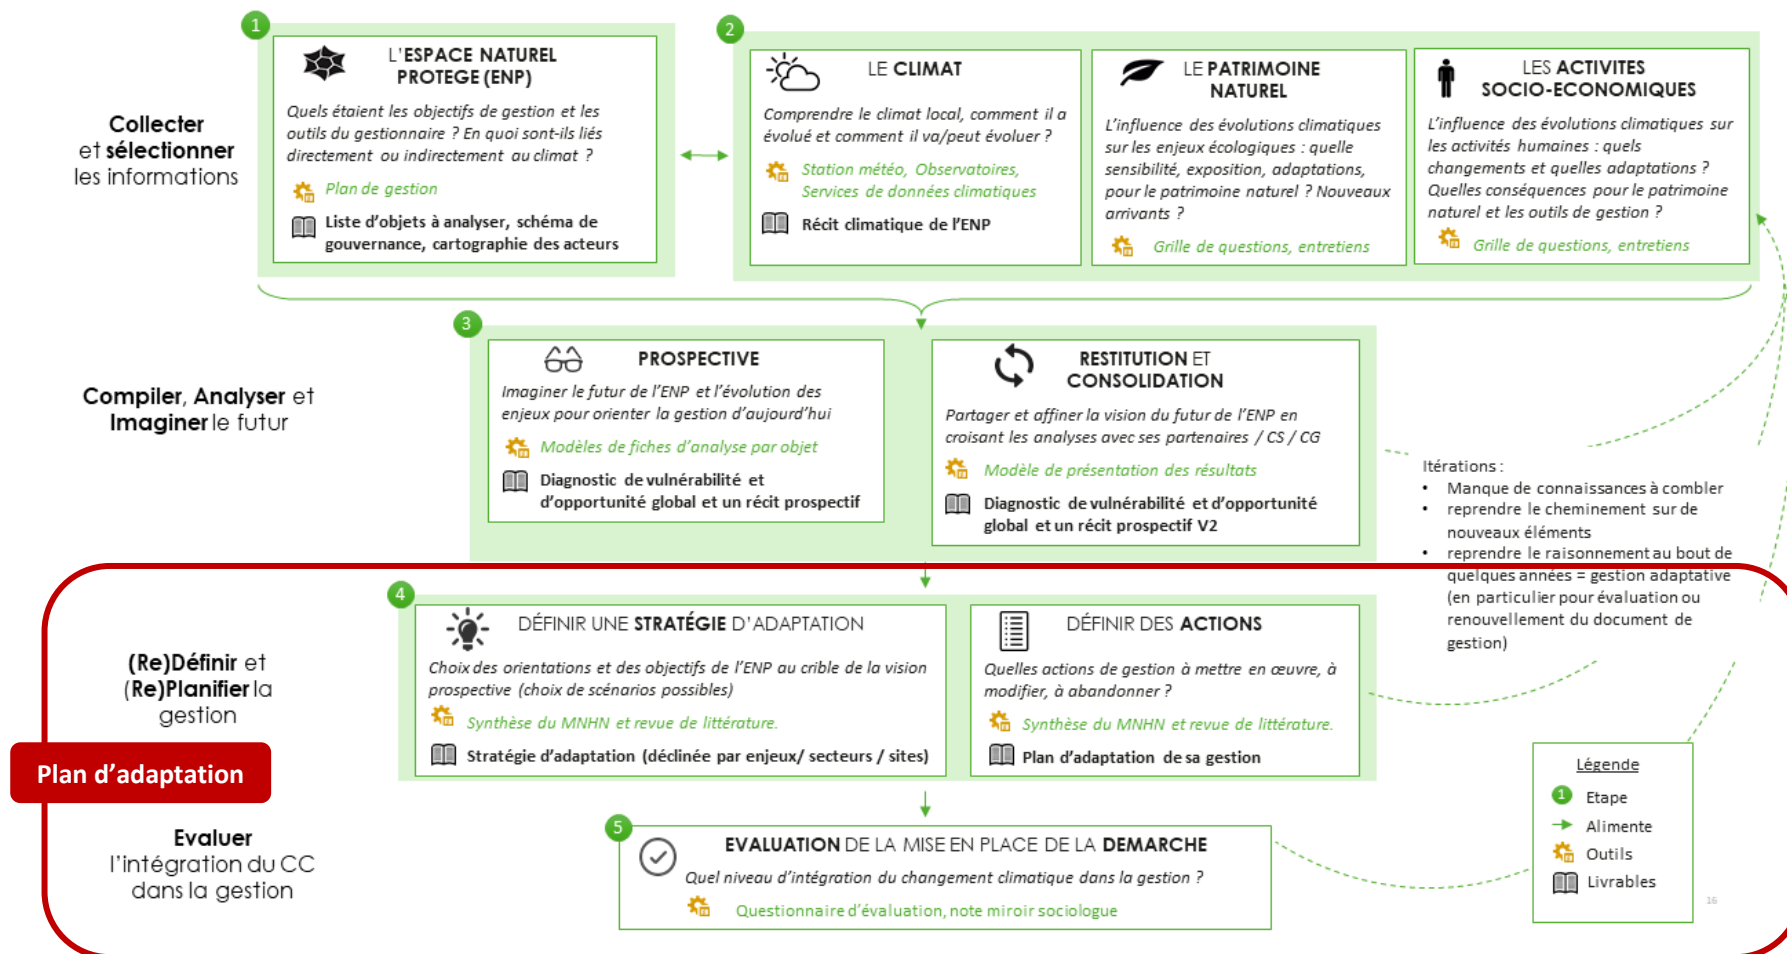 1
L'ESPACE NATUREL
PROTEGE (ENP)
Quels étaient les objectifs de gestion et les
outils du gestionnaire ? En quoi sont-ils liés
directement ou indirectement au climat ?
Plan de gestion
Liste d'objets à analyser, schéma de
gouvernance, cartographie des acteurs
Collecter
et sélectionner
les informations
2
LE CLIMAT
Comprendre le climat local, comment il a
évolué et comment il va/peut évoluer ?
Station météo, Observatoires,
Services de données climatiques
Récit climatique de l'ENP
LE PATRIMOINE
NATUREL
L'influence des évolutions climatiques
sur les enjeux écologiques : quelle
sensibilité, exposition, adaptations,
pour le patrimoine naturel ? Nouveaux
arrivants ?
Grille de questions, entretiens
LES ACTIVITES
SOCIO-ECONOMIQUES
L'influence des évolutions climatiques sur
les activités humaines : quels
changements et quelles adaptations ?
Quelles conséquences pour le patrimoine
naturel et les outils de gestion ?
Grille de questions, entretiens
Compiler, Analyser et
Imaginer le futur
3
PROSPECTIVE
Imaginer le futur de l'ENP et l'évolution des
enjeux pour orienter la gestion d'aujourd'hui
Modèles de fiches d'analyse par objet
Diagnostic de vulnérabilité et
d'opportunité global et un récit prospectif
RESTITUTION ET
CONSOLIDATION
Partager et affiner la vision du futur de l'ENP en
croisant les analyses avec ses partenaires / CS / CG
Modèle de présentation des résultats
Diagnostic de vulnérabilité et d'opportunité
global et un récit prospectif V2
Itérations :
• Manque de connaissances à combler
• reprendre le cheminement sur de
nouveaux éléments
• reprendre le raisonnement au bout de
quelques années = gestion adaptative
(en particulier pour évaluation ou
renouvellement du document de
gestion)
(Re)Définir et
(Re)Planifier la
gestion
4
DÉFINIR UNE STRATÉGIE D'ADAPTATION
Choix des orientations et des objectifs de l'ENP au crible de la vision
prospective (choix de scénarios possibles)
Synthèse du MNHN et revue de littérature.
Stratégie d'adaptation (déclinée par enjeux/ secteurs / sites)
DÉFINIR DES ACTIONS
Quelles actions de gestion à mettre en œuvre, à
modifier, à abandonner ?
Synthèse du MNHN et revue de littérature.
Plan d'adaptation de sa gestion
Plan d'adaptation
Evaluer
l'intégration du CC
dans la gestion
5
EVALUATION DE LA MISE EN PLACE DE LA DEMARCHE
Quel niveau d'intégration du changement climatique dans la gestion ?
Questionnaire d'évaluation, note miroir sociologue
Légende
1 Etape
Alimente
Outils
Livrables
16